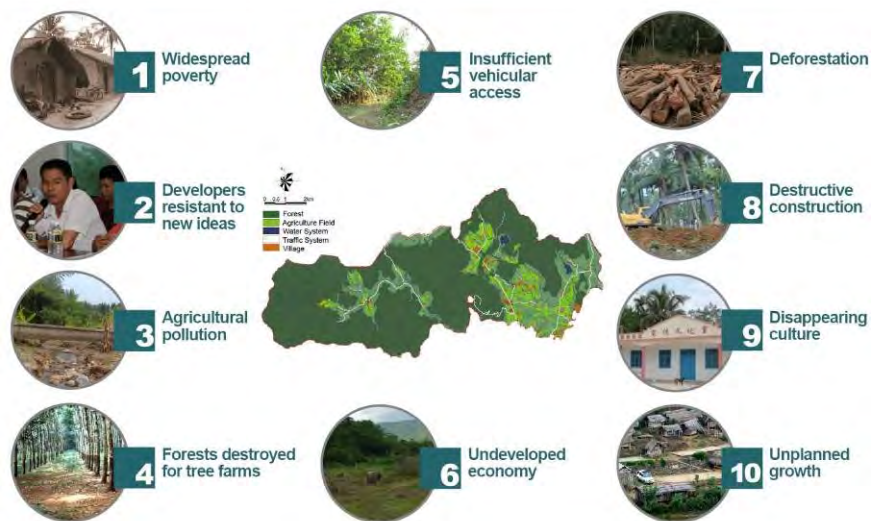 1
Widespread
poverty
2
Developers
resistant to
new ideas
3
Agricultural
pollution
4
Forests destroyed
for tree farms
5
Insufficient
vehicular
access
6
Undeveloped
economy
7
Deforestation
8
Destructive
construction
9
Disappearing
culture
10
Unplanned
growth
Forest
Agriculture Field
Water System
Traffic System
Village